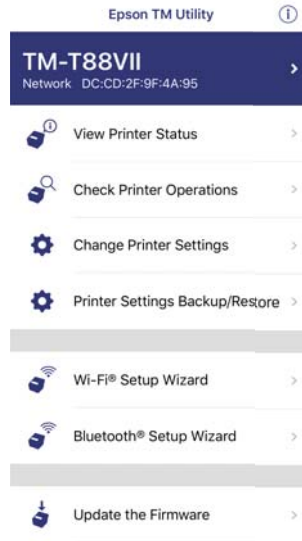 Epson TM Utility
TM-T88VII
Network DC:CD:2F:9F:4A:95
View Printer Status
Check Printer Operations
Change Printer Settings
Printer Settings Backup/Restore
Wi-Fi® Setup Wizard
Bluetooth® Setup Wizard
Update the Firmware